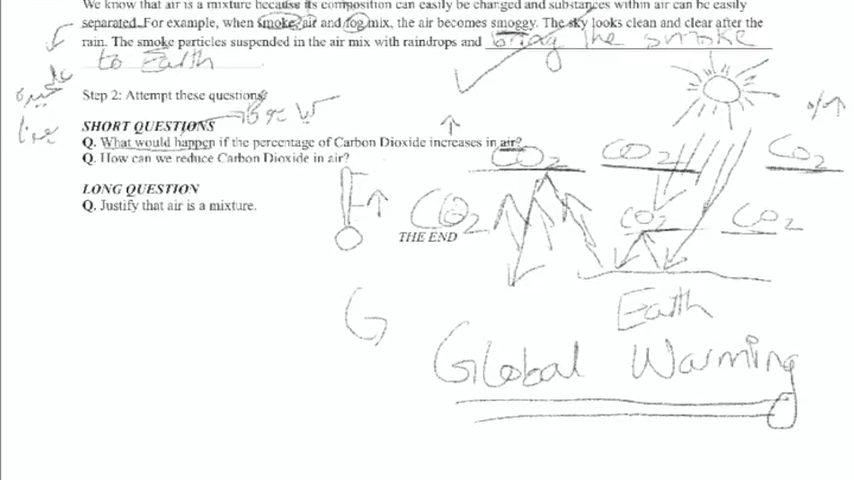 We know that air is a mixture because its composition can easily be changed and substances within air can be easily
separated. For example, when smoke, air and fog mix, the air becomes smoggy. The sky looks clean and clear after the
rain. The smoke particles suspended in the air mix with raindrops and bring the smoke
to Earth
Step 2: Attempt these questions
SHORT QUESTIONS
Q. What would happen if the percentage of Carbon Dioxide increases in air?
Q. How can we reduce Carbon Dioxide in air?
CO2 CO2 CO2
LONG QUESTION
Q. Justify that air is a mixture.
CO2 CO2 CO2
THE END
Earth
G
Global Warming